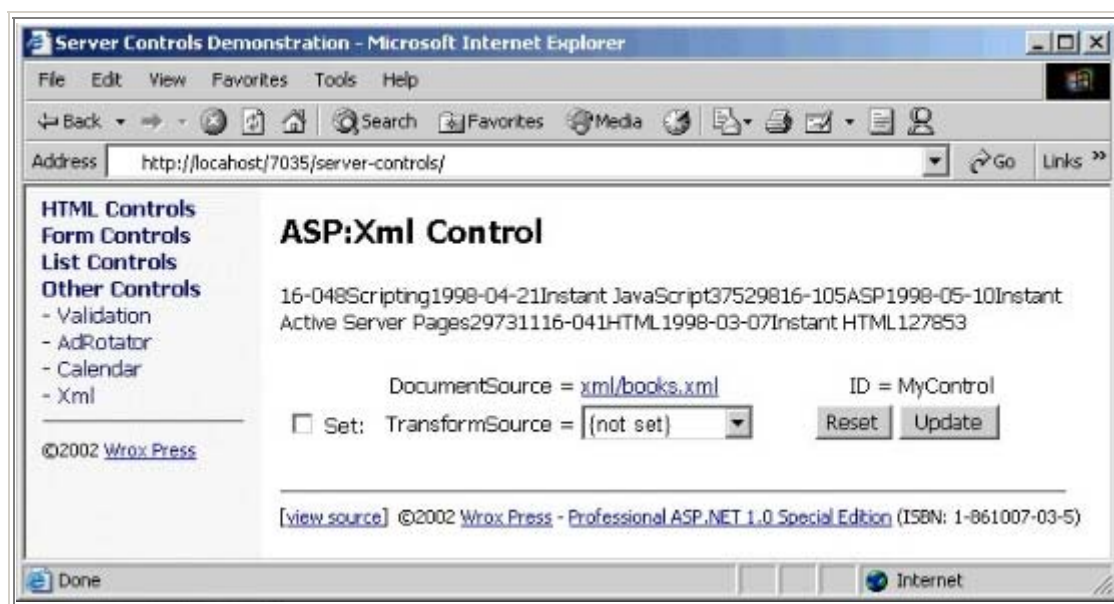 Server Controls Demonstration - Microsoft Internet Explorer
File Edit View Favorites Tools Help
Back Search Favorites Media
Address http://locahost/7035/server-controls/ Go Links »
HTML Controls
Form Controls
List Controls
Other Controls
- Validation
- AdRotator
- Calendar
- Xml
©2002 Wrox Press
ASP:Xml Control
16-048Scripting1998-04-21Instant JavaScript37529816-105ASP1998-05-10Instant
Active Server Pages29731116-041HTML1998-03-07Instant HTML127853
DocumentSource = xml/books.xml ID = MyControl
Set: TransformSource = {not set} Reset Update
[view source] ©2002 Wrox Press - Professional ASP.NET 1.0 Special Edition (ISBN: 1-861007-03-5)
Done Internet